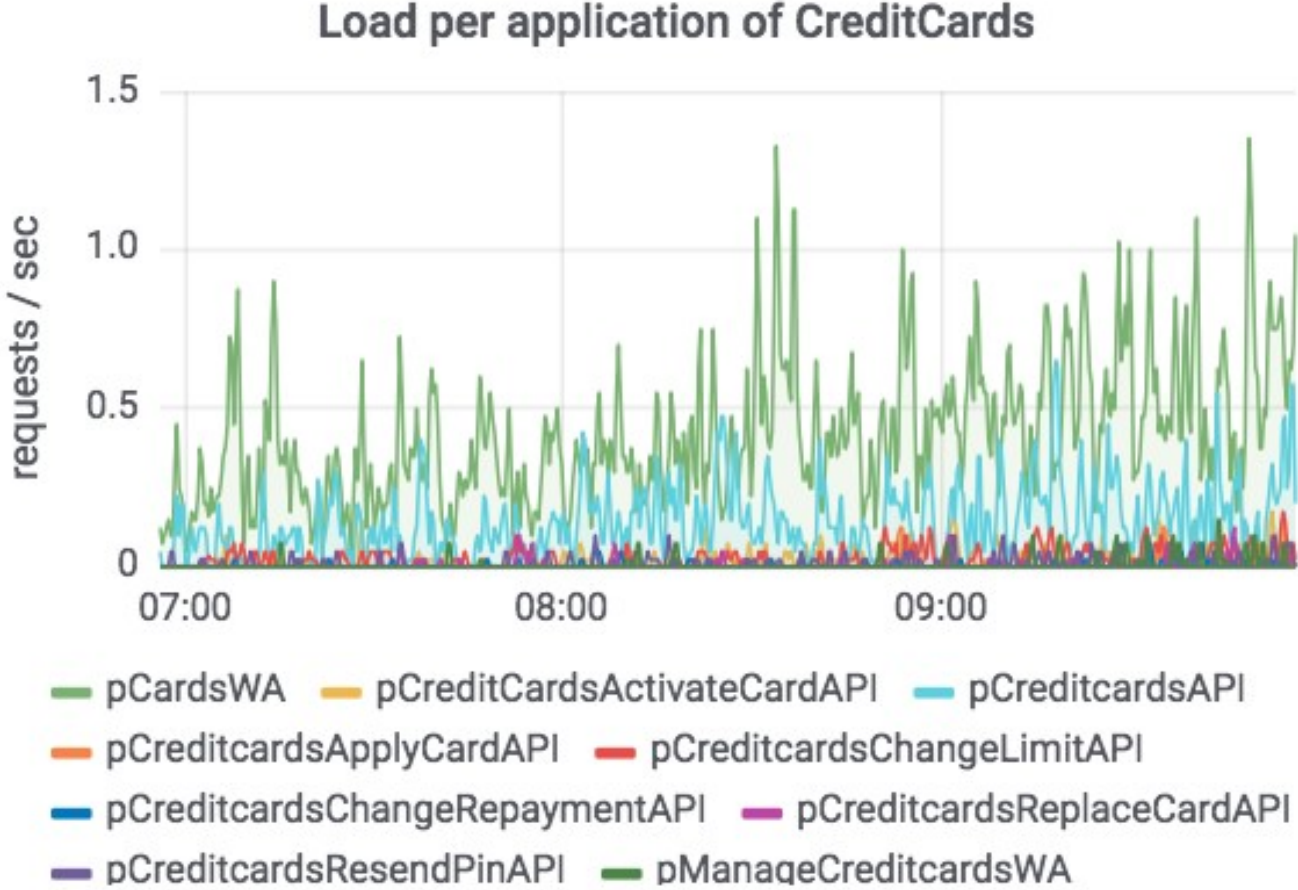 Load per application of CreditCards
1.5
1.0
0.5
0
requests / sec
07:00 08:00 09:00
pCardsWA pCreditCardsActivateCardAPI pCreditcardsAPI
pCreditcardsApplyCardAPI pCreditcardsChangeLimitAPI
pCreditcardsChangeRepaymentAPI pCreditcardsReplaceCardAPI
pCreditcardsResendPinAPI pManageCreditcardsWA